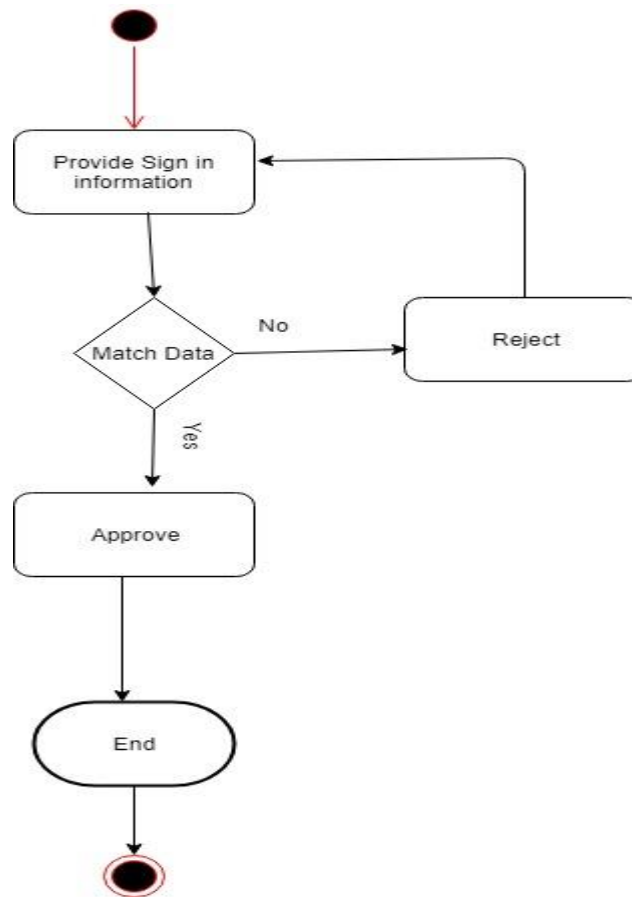 Provide Sign in
information
No
Match Data
Reject
Yes
Approve
End